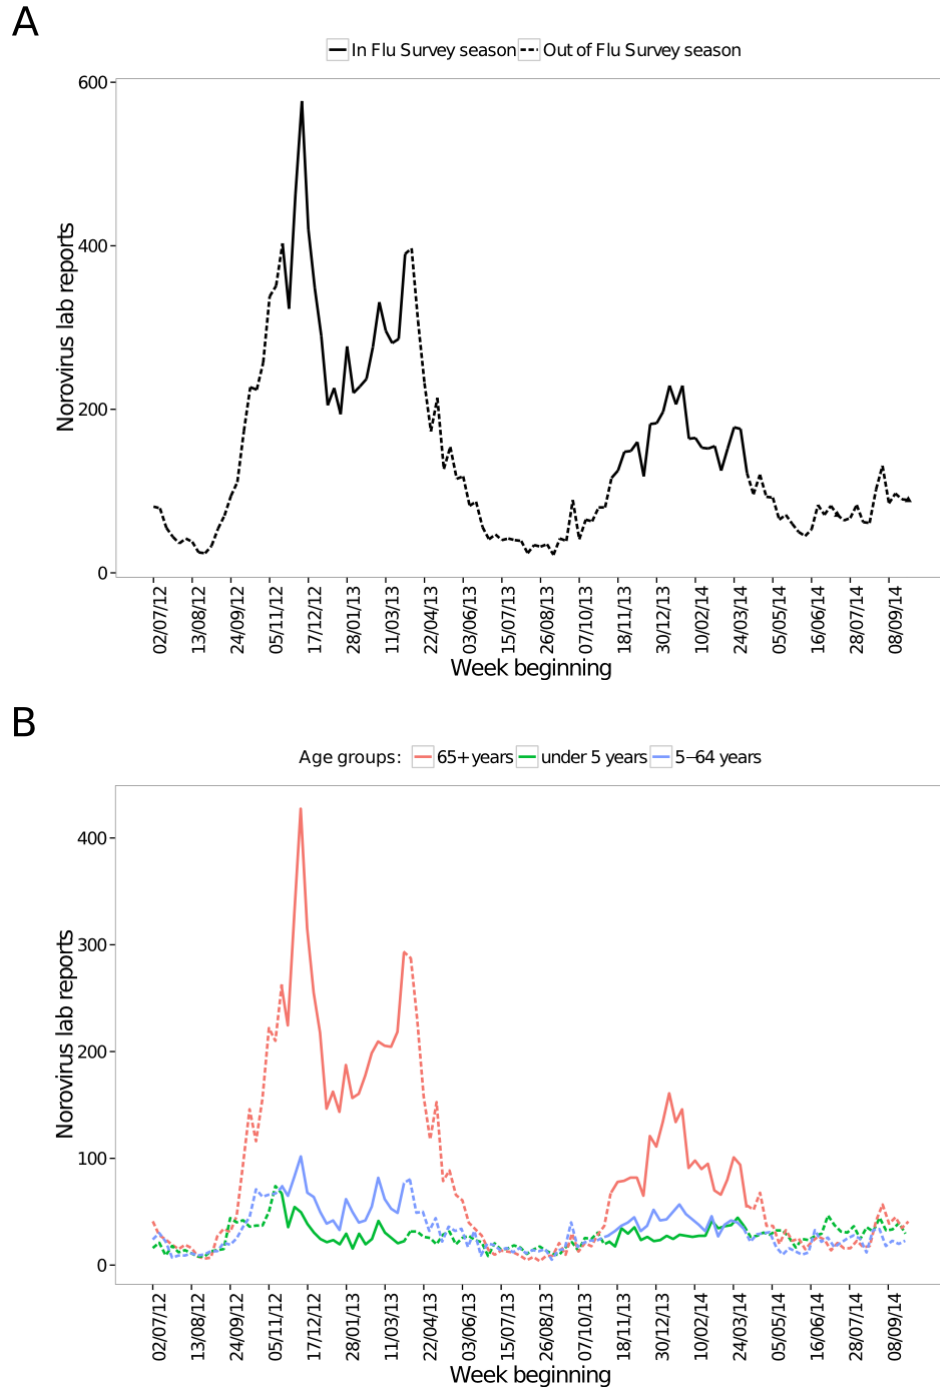 A
In Flu Survey season Out of Flu Survey season
600
400
200
0
Norovirus lab reports
02/07/12 13/08/12 24/09/12 05/11/12 17/12/12 28/01/13 11/03/13 22/04/13 03/06/13 15/07/13 26/08/13 07/10/13 18/11/13 30/12/13 10/02/14 24/03/14 05/05/14 16/06/14 28/07/14 08/09/14
Week beginning
B
Age groups: 65+years under 5 years 5–64 years
400
300
200
100
0
Norovirus lab reports
02/07/12 13/08/12 24/09/12 05/11/12 17/12/12 28/01/13 11/03/13 22/04/13 03/06/13 15/07/13 26/08/13 07/10/13 18/11/13 30/12/13 10/02/14 24/03/14 05/05/14 16/06/14 28/07/14 08/09/14
Week beginning